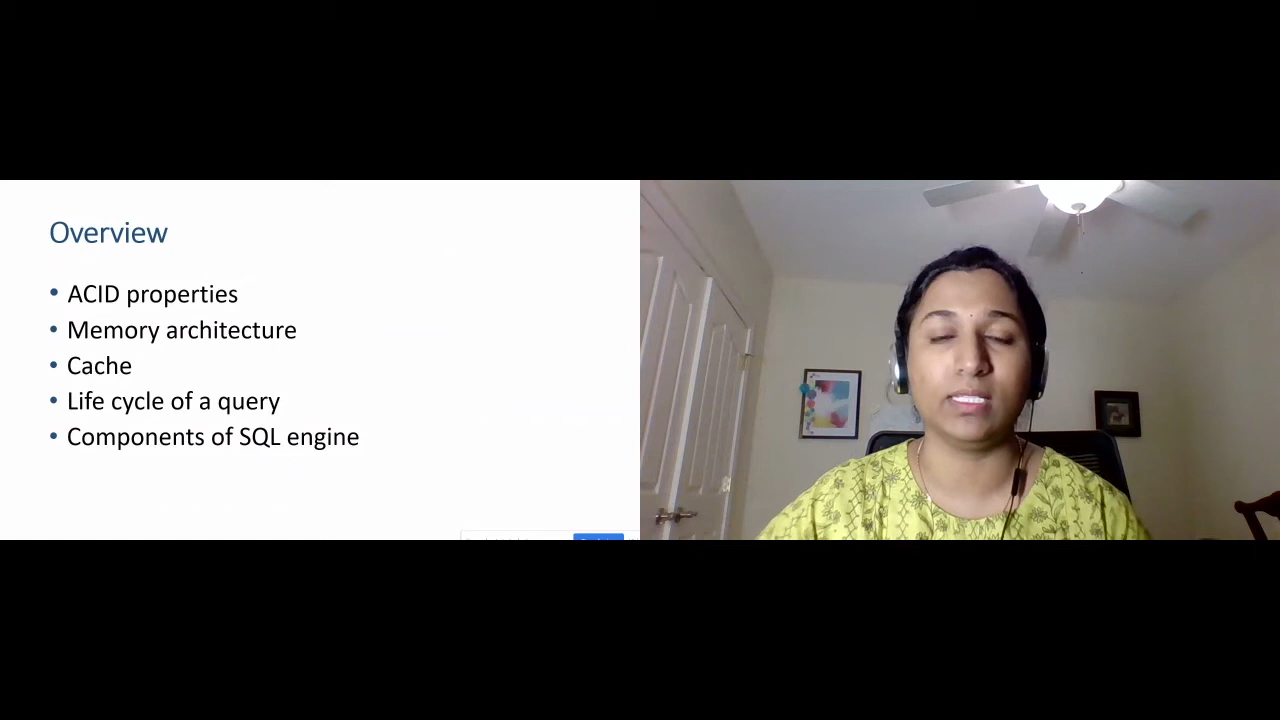 Overview
• ACID properties
• Memory architecture
• Cache
• Life cycle of a query
• Components of SQL engine